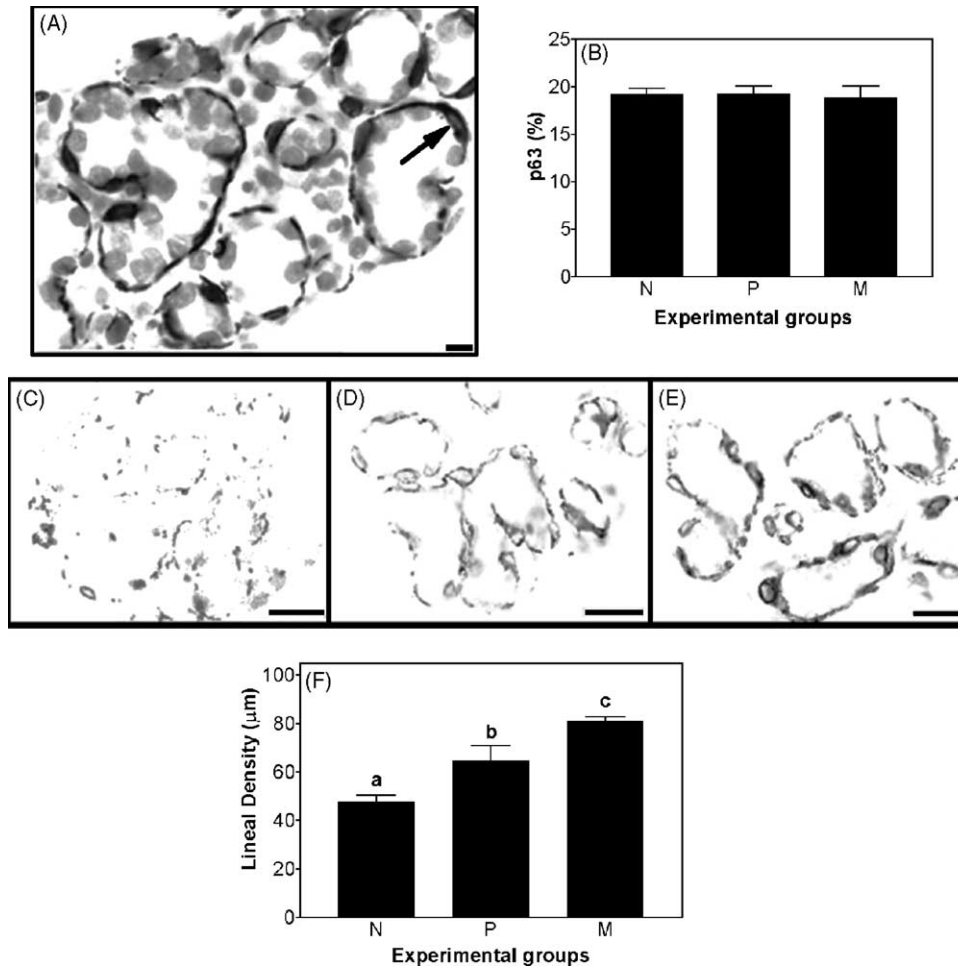 (A)
(B)
p63 (%)
25
20
15
10
5
0
N P M
Experimental groups
(C)
(D)
(E)
(F)
Lineal Density (μm)
100
80
60
40
20
0
a
b
c
N P M
Experimental groups